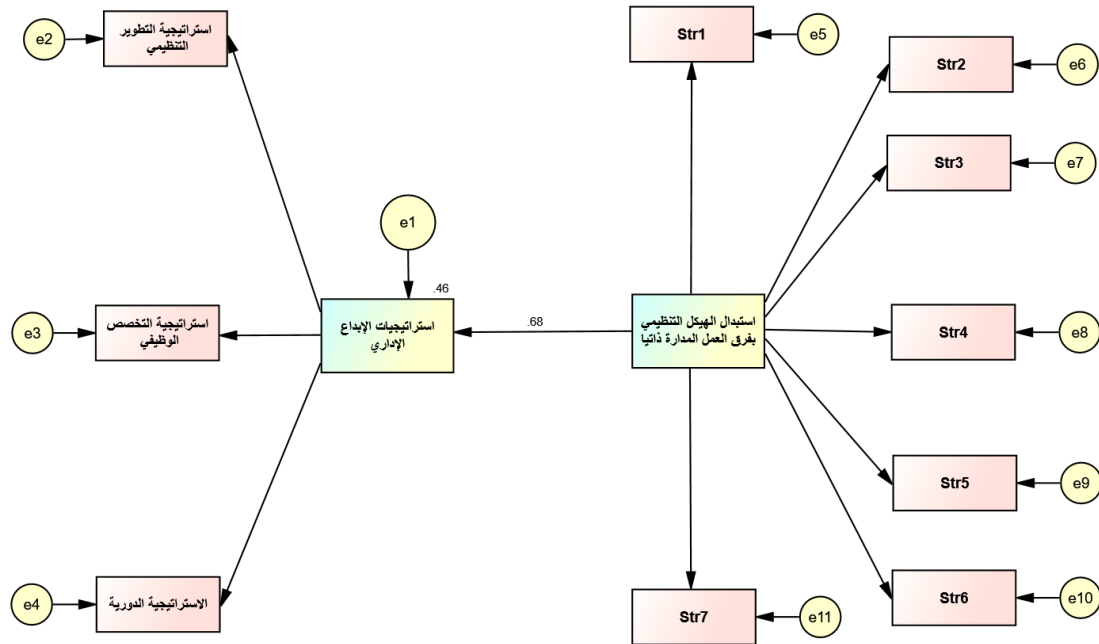 استراتيجية التطوير
التنظيمي
e2
Str1
e5
Str2
e6
Str3
e7
e1
.46
استراتيجيات الإبداع
الإداري
.68
استبدال الهيكل التنظيمي
بفرق العمل المدارة ذاتيا
استراتيجية التخصص
الوظيفي
e3
Str4
e8
Str5
e9
الاستراتيجية الدورية
e4
Str7
e11
Str6
e10